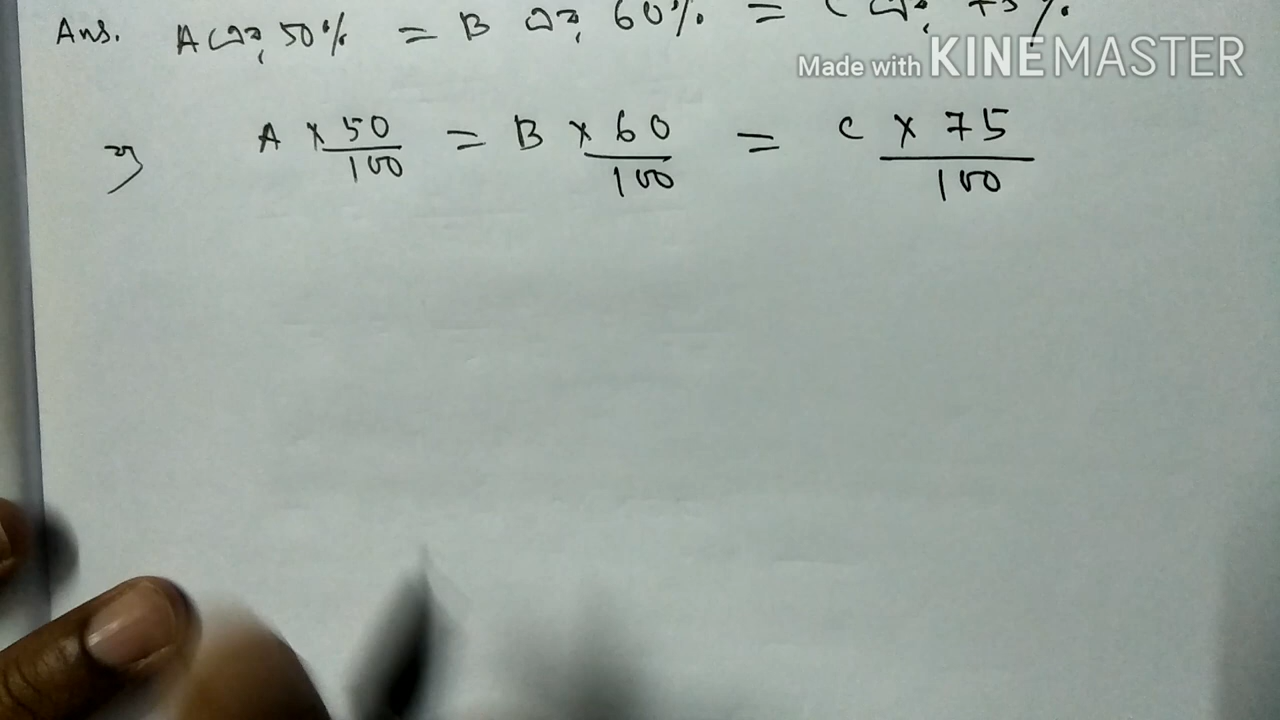 Ans. A এর 50% = B এর 60% = C এর 75%.
Made with KINEMASTER
⇒ A × 50/100 = B × 60/100 = C × 75/100